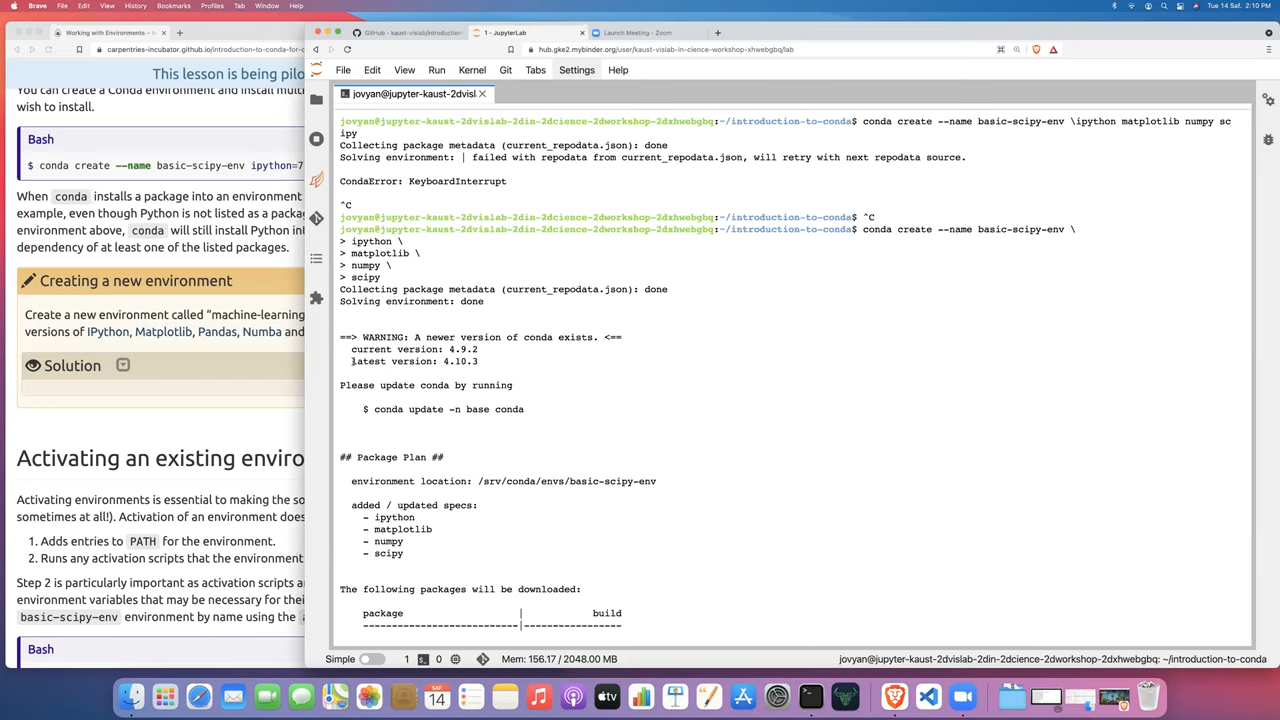 Brave File Edit View History Bookmarks Profiles Tab Window Help
Tue 14 Saf. 2:10 PM
Working with Environments –
carpentries-incubator.github.io/introduction-to-conda-for-
This lesson is being pilo
You can create a Conda environment and install multi
wish to install.
Bash
$ conda create --name basic-scipy-env ipython=7
When conda installs a package into an environment
example, even though Python is not listed as a packag
environment above, conda will still install Python int
dependency of at least one of the listed packages.
Creating a new environment
Create a new environment called “machine-learning
versions of IPython, Matplotlib, Pandas, Numba and
Solution
Activating an existing enviro
Activating environments is essential to making the so
sometimes at all!). Activation of an environment does
1. Adds entries to PATH for the environment.
2. Runs any activation scripts that the environment
Step 2 is particularly important as activation scripts a
environment variables that may be necessary for thei
basic-scipy-env environment by name using the a
Bash
GitHub - kaust-vislab/introduction-
1 - JupyterLab
Launch Meeting - Zoom
hub.gke2.mybinder.org/user/kaust-vislab-in-cience-workshop-xhwebgbq/lab
File Edit View Run Kernel Git Tabs Settings Help
jovyan@jupyter-kaust-2dvisl
jovyan@jupyter-kaust-2dvislab-2din-2dcience-2dworkshop-2dxhwebgbq:~/introduction-to-conda$ conda create --name basic-scipy-env \ipython matplotlib numpy sc
ipy
Collecting package metadata (current_repodata.json): done
Solving environment: | failed with repodata from current_repodata.json, will retry with next repodata source.
CondaError: KeyboardInterrupt
^C
jovyan@jupyter-kaust-2dvislab-2din-2dcience-2dworkshop-2dxhwebgbq:~/introduction-to-conda$ ^C
jovyan@jupyter-kaust-2dvislab-2din-2dcience-2dworkshop-2dxhwebgbq:~/introduction-to-conda$ conda create --name basic-scipy-env \
> ipython \
> matplotlib \
> numpy \
> scipy
Collecting package metadata (current_repodata.json): done
Solving environment: done
==> WARNING: A newer version of conda exists. <==
current version: 4.9.2
latest version: 4.10.3
Please update conda by running
$ conda update -n base conda
## Package Plan ##
environment location: /srv/conda/envs/basic-scipy-env
added / updated specs:
- ipython
- matplotlib
- numpy
- scipy
The following packages will be downloaded:
package | build
---------------------------|-----------------
Simple 1 0 Mem: 156.17 / 2048.00 MB
jovyan@jupyter-kaust-2dvislab-2din-2dcience-2dworkshop-2dxhwebgbq: ~/introduction-to-conda
SAF.
14
tv